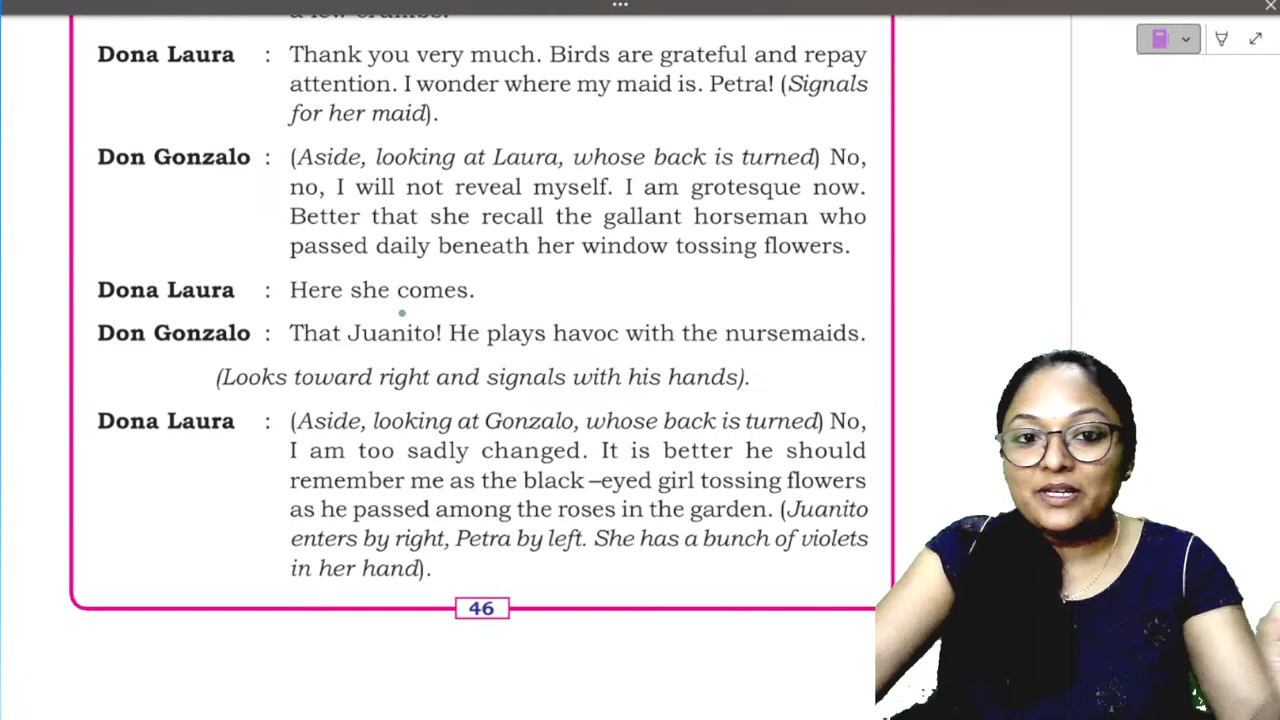 Dona Laura : Thank you very much. Birds are grateful and repay
attention. I wonder where my maid is. Petra! (Signals
for her maid).
Don Gonzalo : (Aside, looking at Laura, whose back is turned) No,
no, I will not reveal myself. I am grotesque now.
Better that she recall the gallant horseman who
passed daily beneath her window tossing flowers.
Dona Laura : Here she comes.
Don Gonzalo : That Juanito! He plays havoc with the nursemaids.
(Looks toward right and signals with his hands).
Dona Laura : (Aside, looking at Gonzalo, whose back is turned) No,
I am too sadly changed. It is better he should
remember me as the black –eyed girl tossing flowers
as he passed among the roses in the garden. (Juanito
enters by right, Petra by left. She has a bunch of violets
in her hand).
46